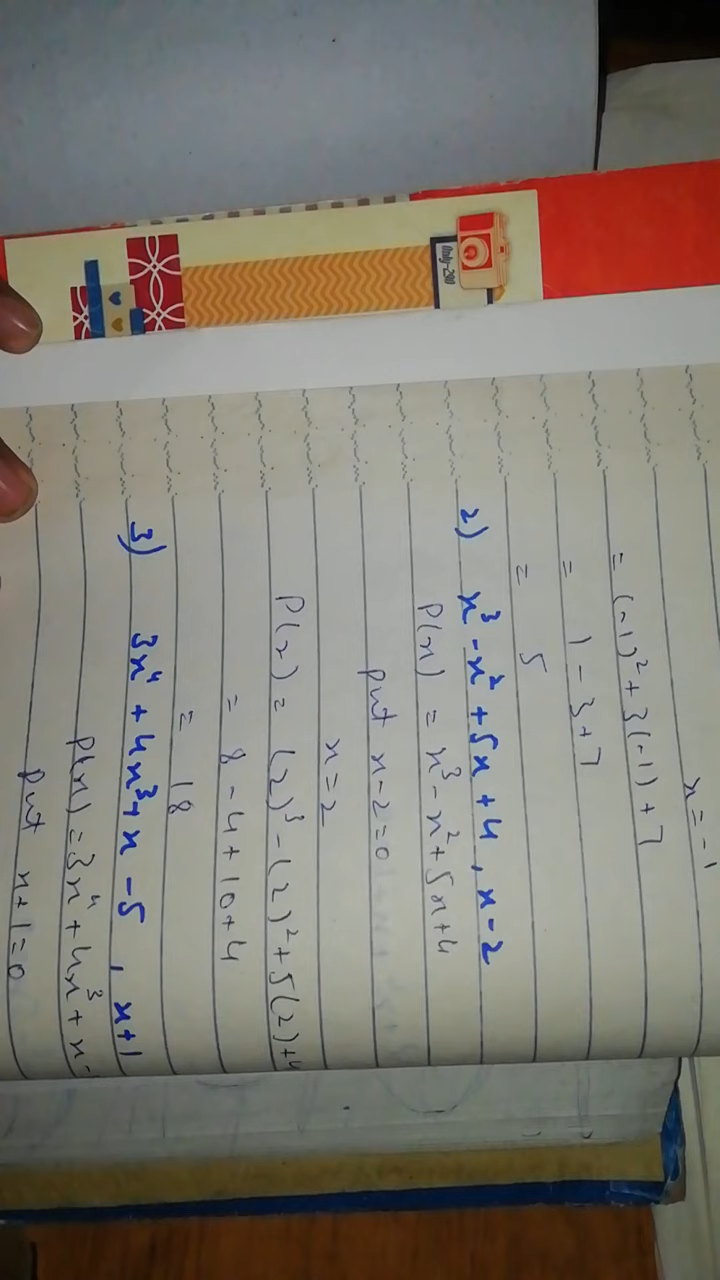 x = -1
= (-1)² + 3(-1) + 7
= 1 - 3 + 7
= 5
2) x³ - x² + 5x + 4 , x - 2
P(x) = x³ - x² + 5x + 4
put x - 2 = 0
x = 2
P(x) = (2)³ - (2)² + 5(2) + 4
= 8 - 4 + 10 + 4
= 18
3) 3x⁴ + 4x³ + x - 5 , x + 1
P(x) = 3x⁴ + 4x³ + x -
put x + 1 = 0